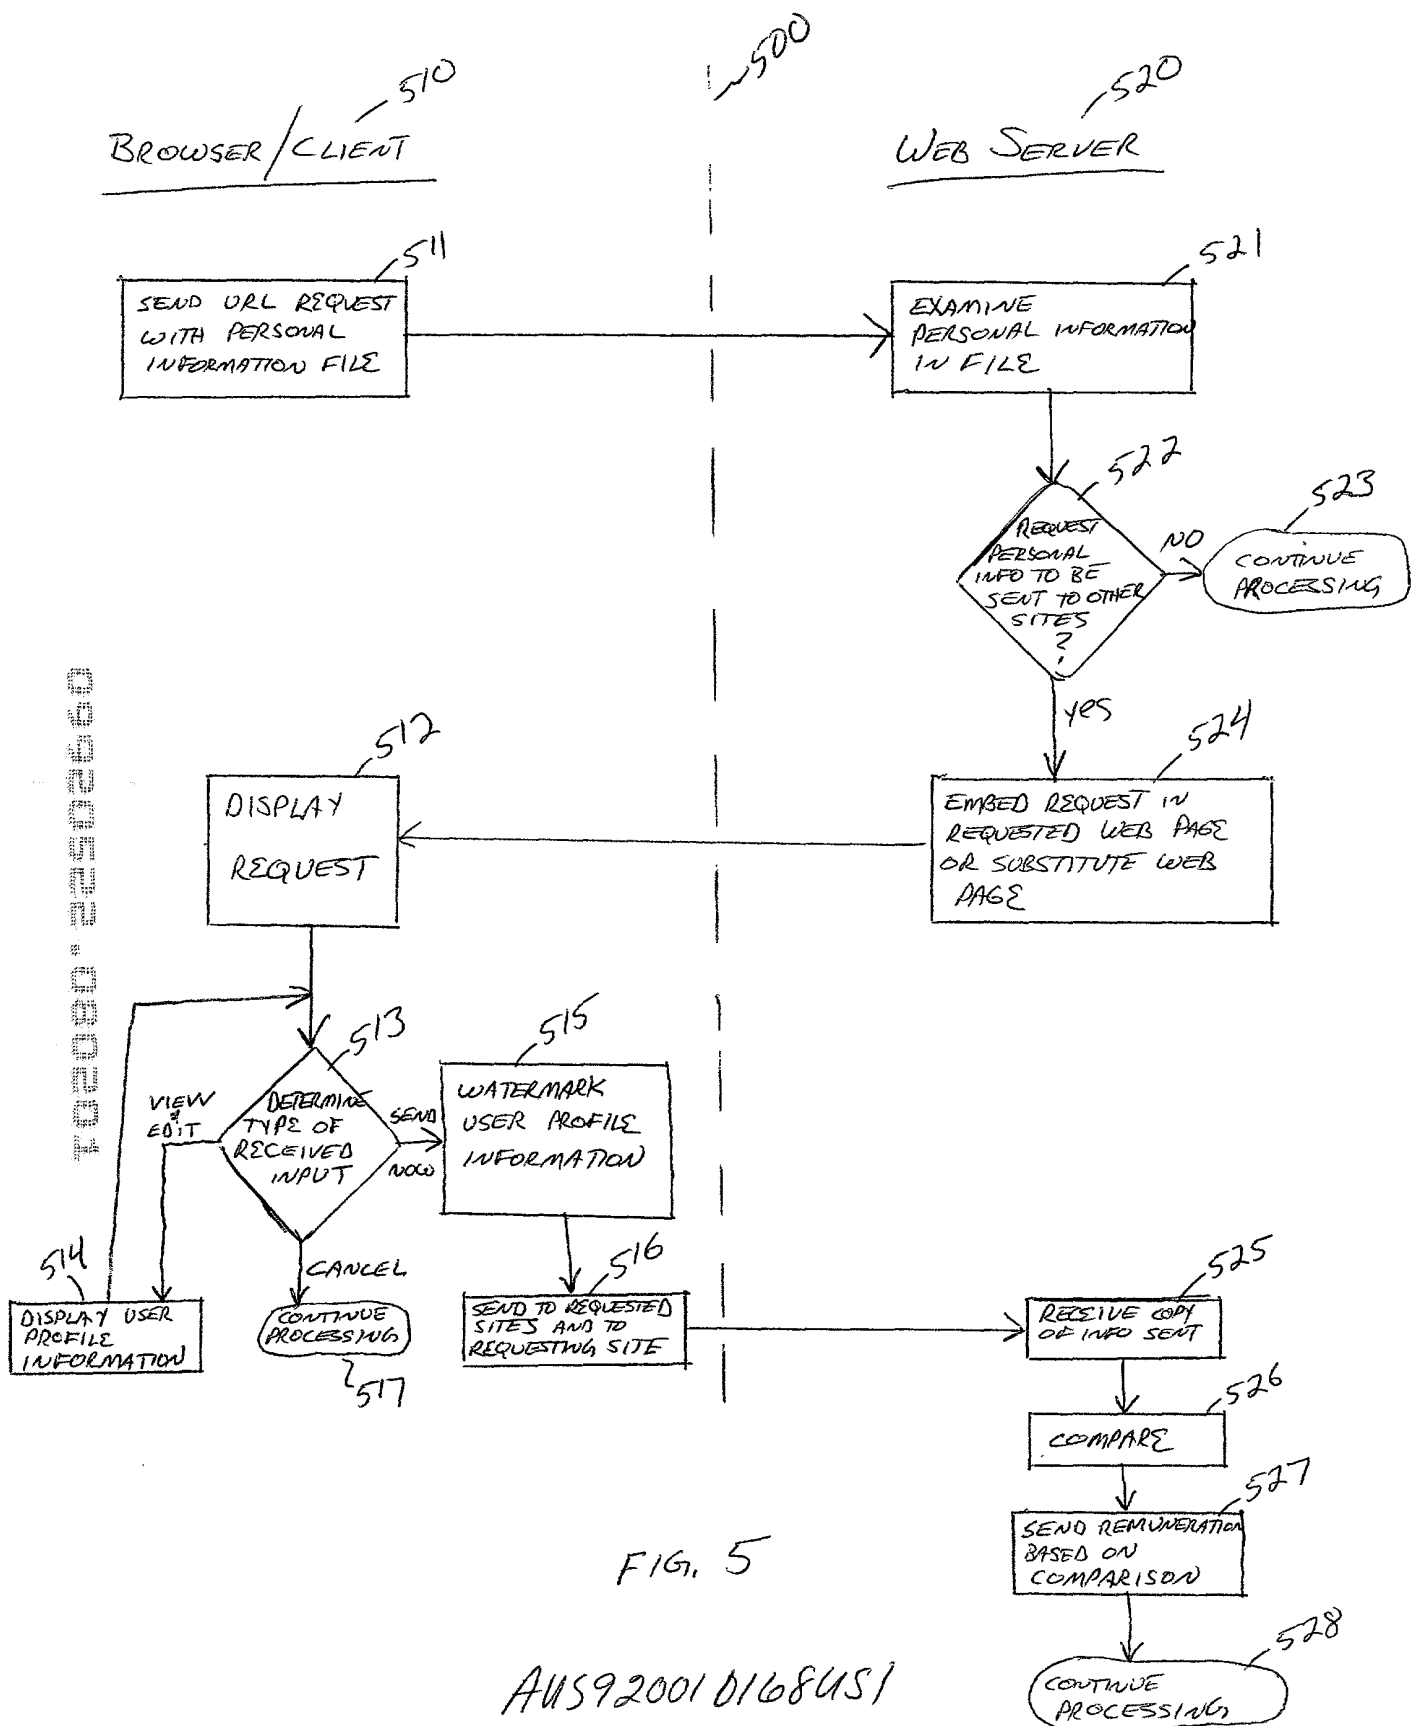 500
510
520
BROWSER/CLIENT
WEB SERVER
511
SEND URL REQUEST
WITH PERSONAL
INFORMATION FILE
521
EXAMINE
PERSONAL INFORMATION
IN FILE
522
REQUEST
PERSONAL
INFO TO BE
SENT TO OTHER
SITES
?
NO
523
CONTINUE
PROCESSING
yes
524
EMBED REQUEST IN
REQUESTED WEB PAGE
OR SUBSTITUTE WEB
PAGE
512
DISPLAY
REQUEST
513
DETERMINE
TYPE OF
RECEIVED
INPUT
VIEW
&
EDIT
SEND
NOW
515
WATERMARK
USER PROFILE
INFORMATION
514
DISPLAY USER
PROFILE
INFORMATION
CANCEL
CONTINUE
PROCESSING
517
516
SEND TO REQUESTED
SITES AND TO
REQUESTING SITE
525
RECEIVE COPY
OF INFO SENT
526
COMPARE
527
SEND REMUNERATION
BASED ON
COMPARISON
528
CONTINUE
PROCESSING
FIG. 5
AUS920010168US1
09920522.080201